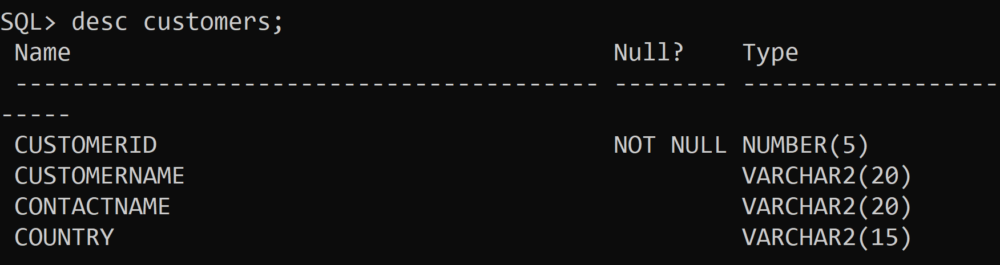 SQL> desc customers;
 Name                                      Null?    Type
 ----------------------------------------- -------- ------------------
-----
 CUSTOMERID                                NOT NULL NUMBER(5)
 CUSTOMERNAME                                       VARCHAR2(20)
 CONTACTNAME                                        VARCHAR2(20)
 COUNTRY                                            VARCHAR2(15)